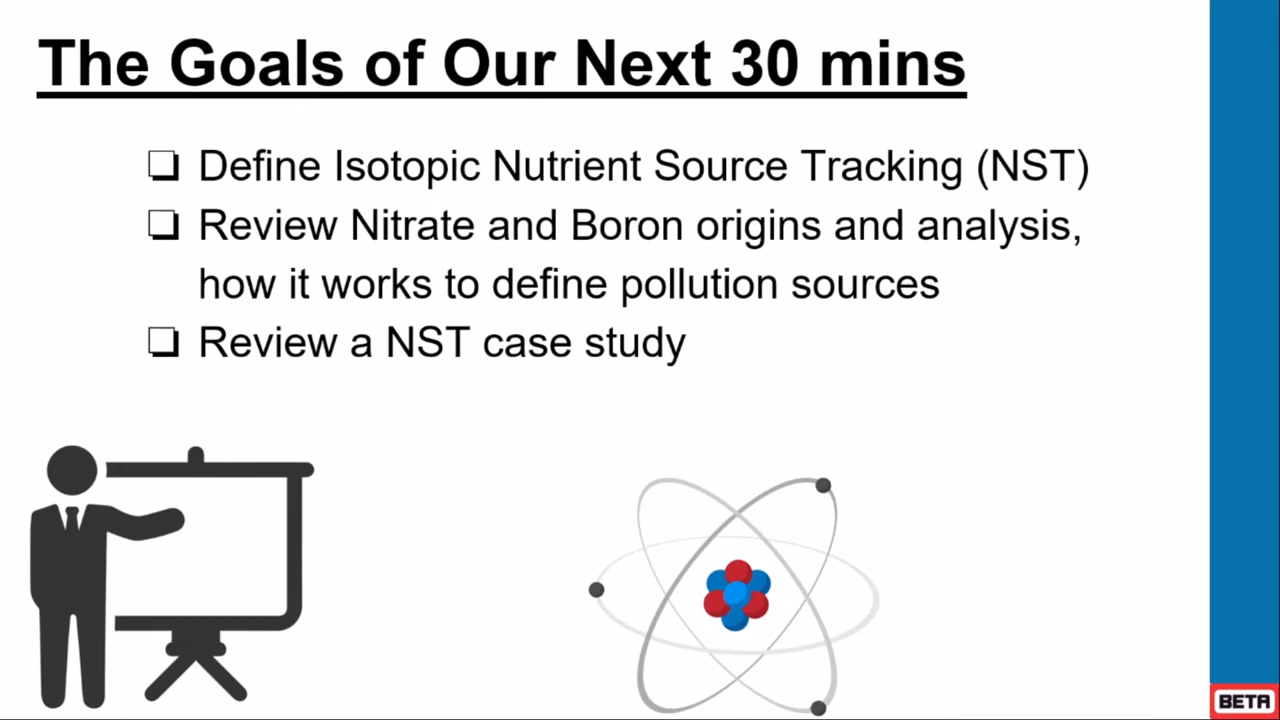 The Goals of Our Next 30 mins
❏ Define Isotopic Nutrient Source Tracking (NST)
❏ Review Nitrate and Boron origins and analysis,
how it works to define pollution sources
❏ Review a NST case study
BETA